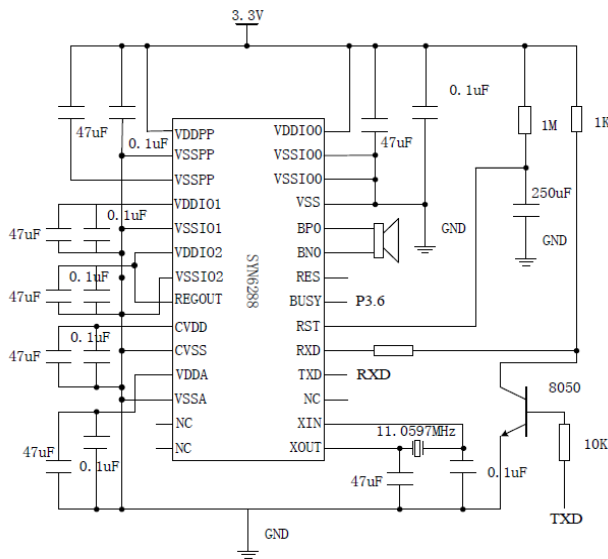 3.3V
47uF
0.1uF
VDDPP
VSSPP
VSSPP
VDDIO1
VSSIO1
VDDIO2
VSSIO2
REGOUT
CVDD
CVSS
VDDA
VSSA
NC
NC
SYN6288
VDDIO0
VSSIO0
VSSIO0
VSS
BPO
BNO
RES
BUSY
RST
RXD
TXD
NC
XIN
XOUT
47uF
0.1uF
47uF
0.1uF
47uF
0.1uF
47uF
0.1uF
47uF
0.1uF
1M
1K
250uF
GND
GND
P3.6
RXD
11.0597MHz
8050
10K
47uF
0.1uF
TXD
GND